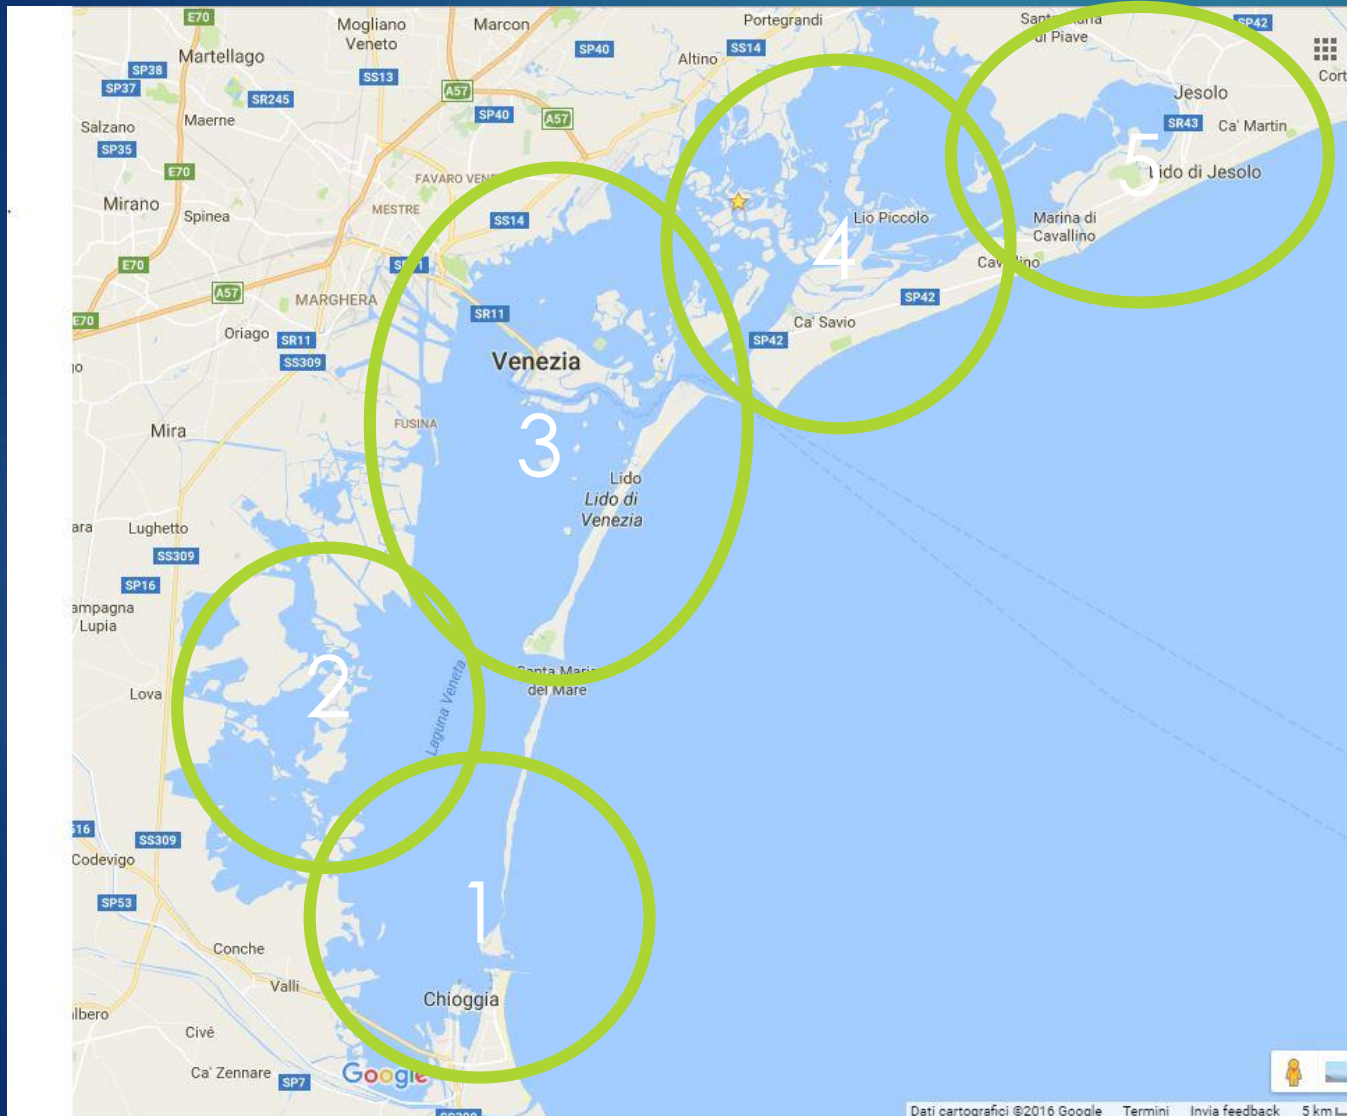 E70
Mogliano
Veneto
Marcon
Portegrandi
SP42
Martellago
SP40
SS14
Altino
SP38
SP37
SS13
A57
SR245
Cort
Jesolo
SP40
A57
SR43
Ca' Martin
Salzano
Maerne
SP35
E70
FAVARO
5
Lido di Jesolo
Mirano
Spinea
MESTRE
SS14
Lio Piccolo
Marina di
Cavallino
4
E70
A57
MARGHERA
SP42
SR11
Ca' Savio
E70
Oriago
SR11
SS309
SP42
Venezia
Mira
FUSINA
3
Lido
Lido di
Venezia
Lughetto
SS309
SP16
Lupia
2
Lova
Laguna Veneta
del Mare
SS309
Codevigo
SP53
1
Conche
Valli
Chioggia
Civé
Ca' Zennare
SP7
Google
Dati cartografici ©2016 Google Termini Invia feedback 5 km